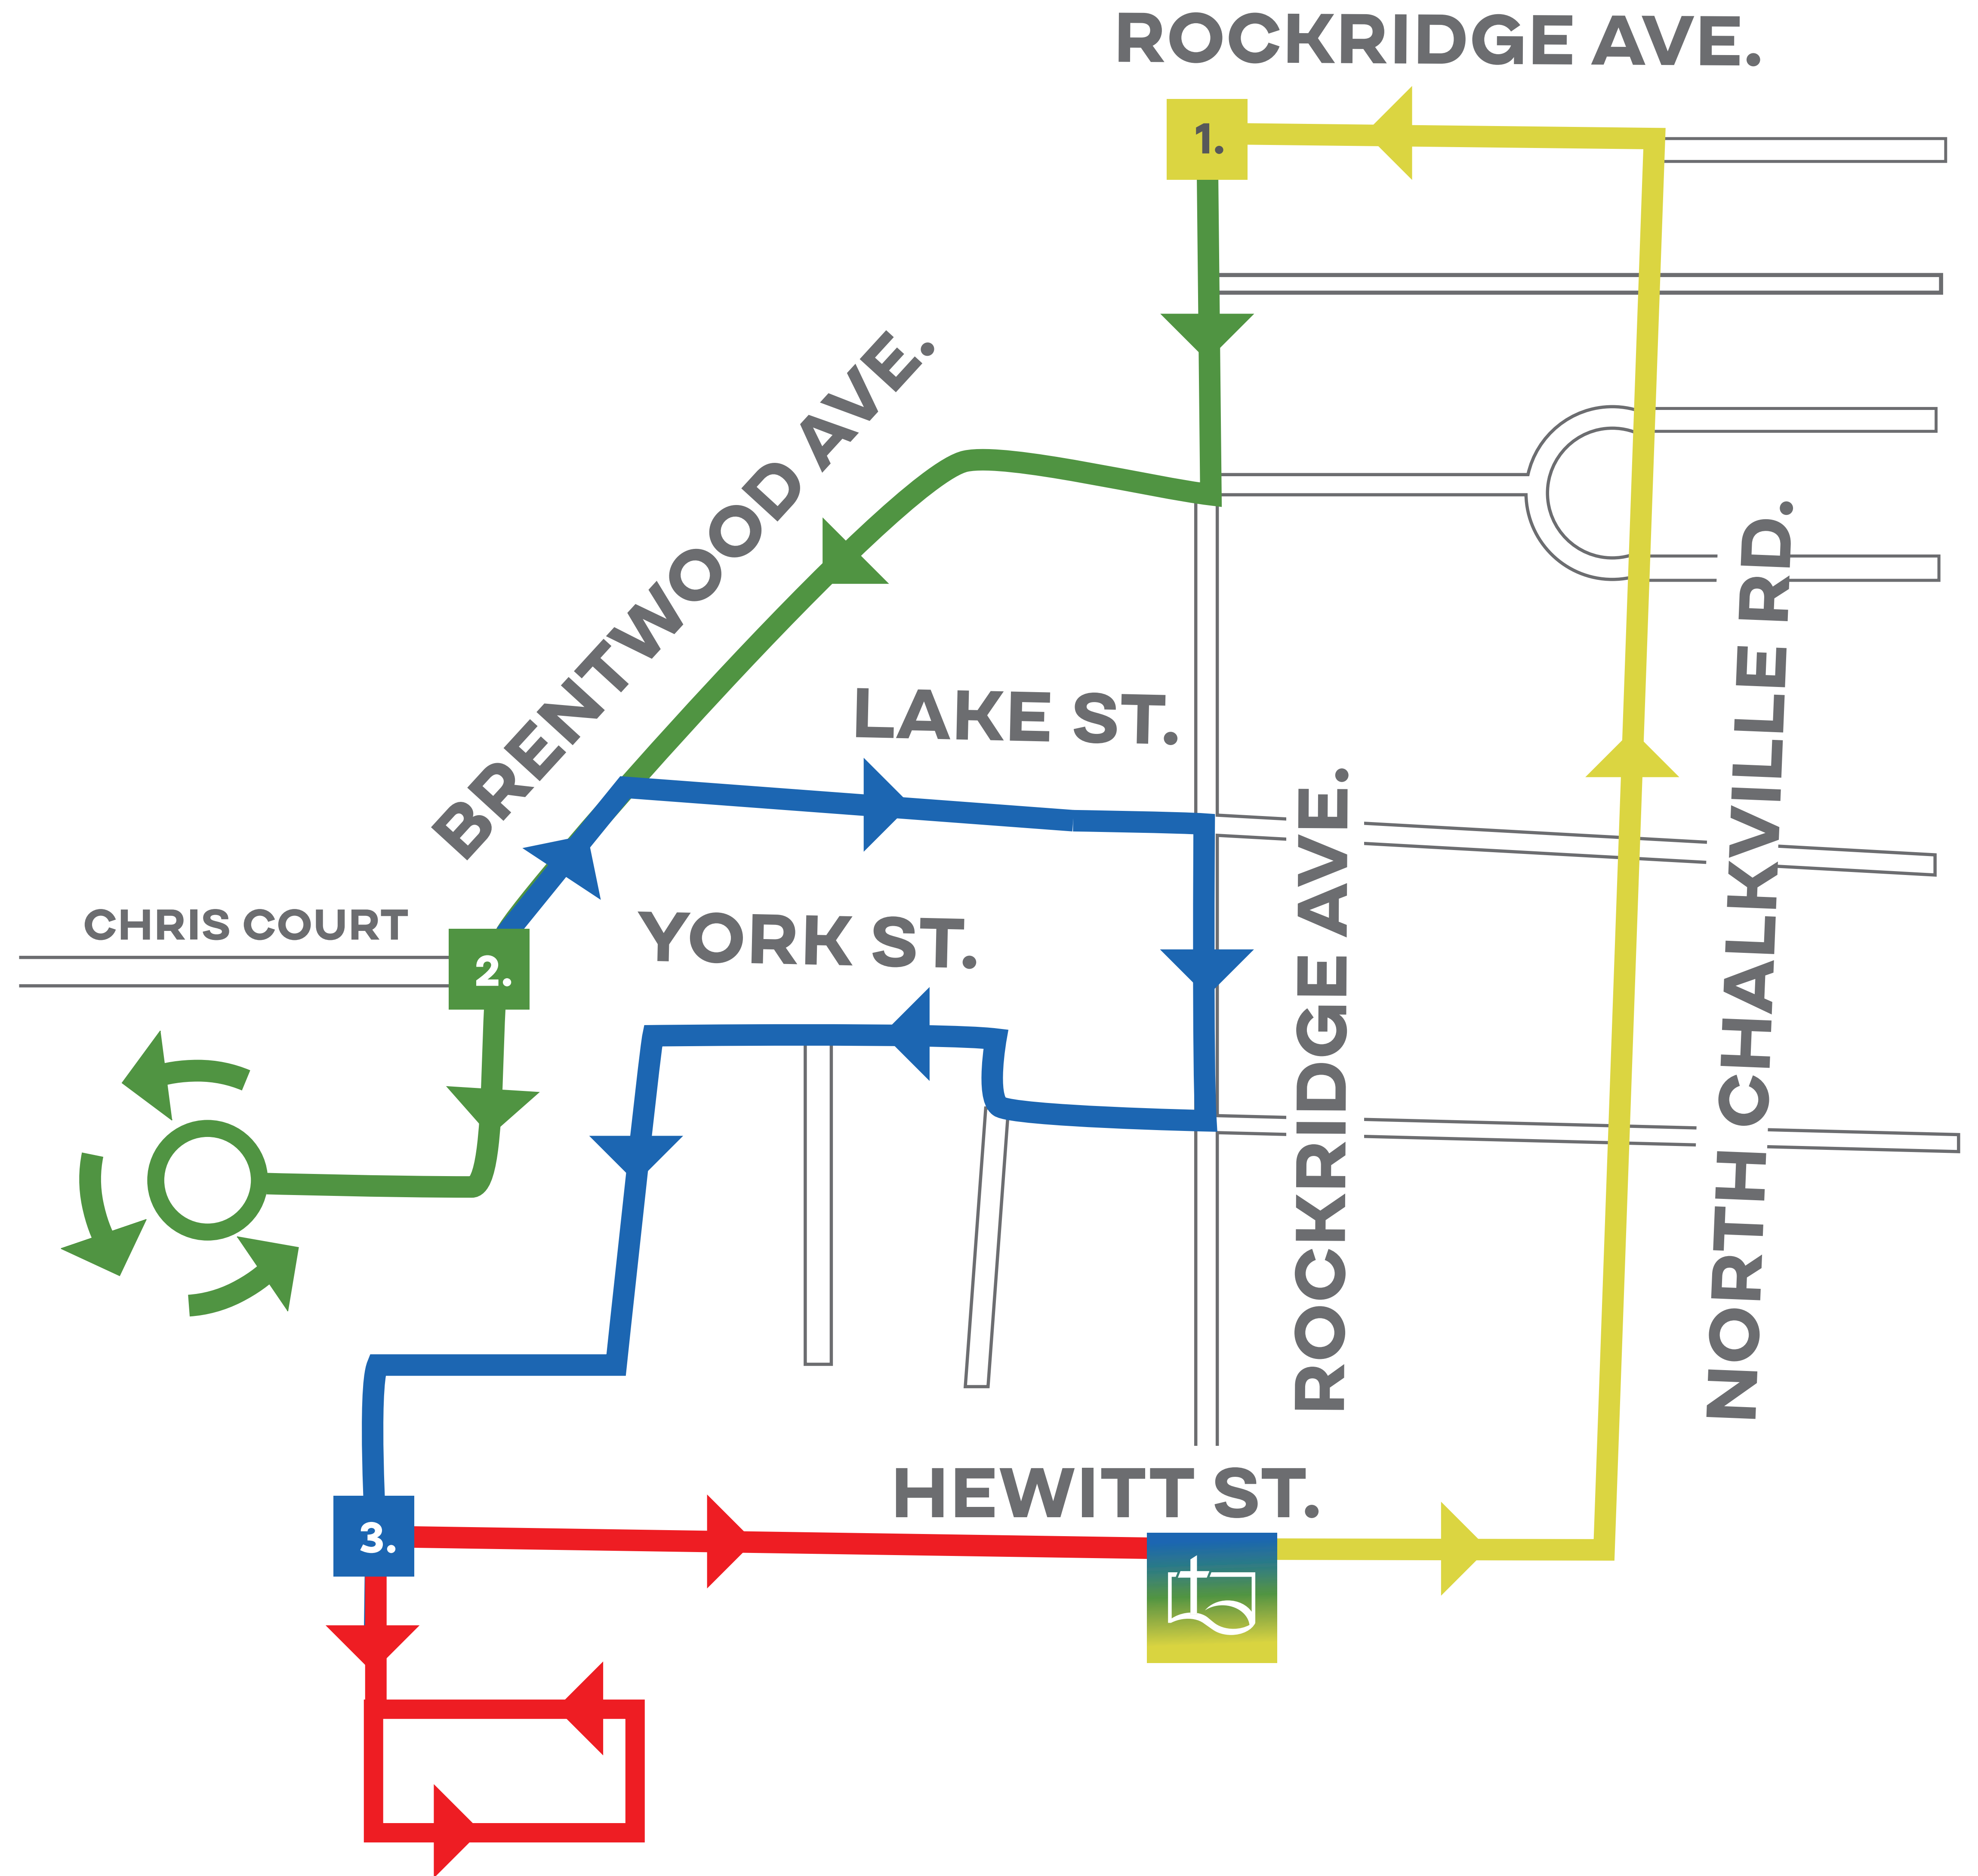 ROCKRIDGE AVE.
1.
BRENTWOOD AVE.
LAKE ST.
CHRIS COURT
2.
YORK ST.
ROCKRIDGE AVE.
NORTH CHALKVILLE RD.
HEWITT ST.
3.